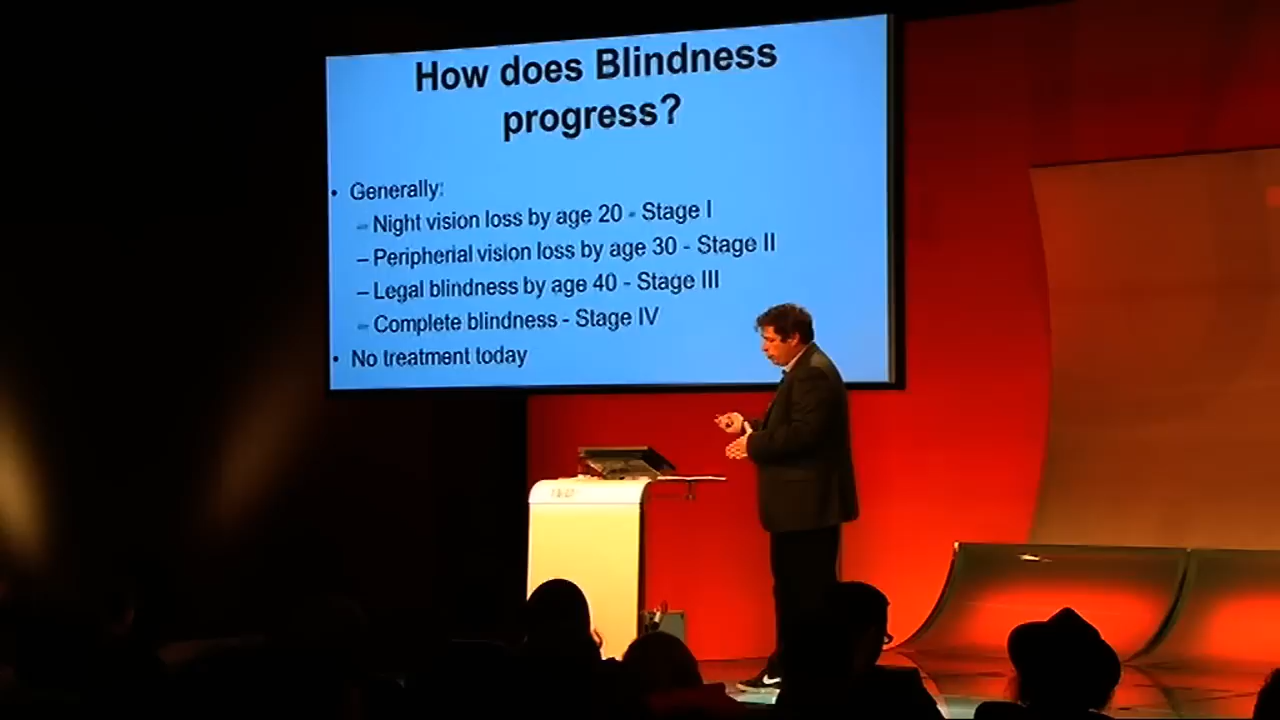 How does Blindness
progress?
• Generally:
– Night vision loss by age 20 - Stage I
– Peripherial vision loss by age 30 - Stage II
– Legal blindness by age 40 - Stage III
– Complete blindness - Stage IV
• No treatment today